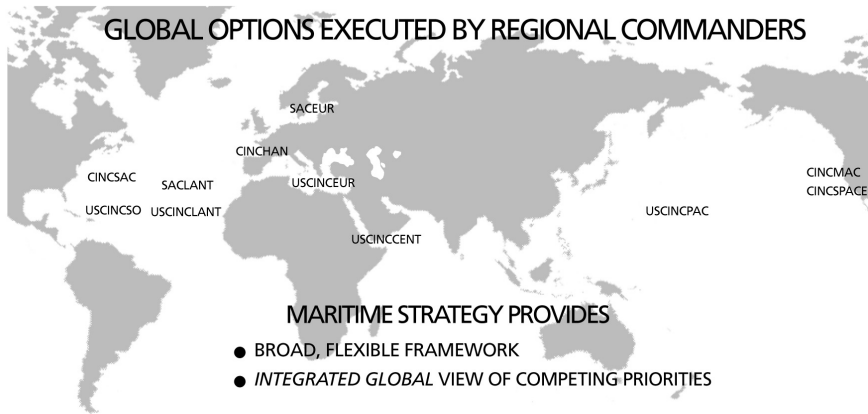 GLOBAL OPTIONS EXECUTED BY REGIONAL COMMANDERS
SACEUR
CINCHAN
CINCSAC
SACLANT
USCINCEUR
CINCMAC
CINCSPACE
USCINCSO
USCINCLANT
USCINCPAC
USCINCCENT
MARITIME STRATEGY PROVIDES
● BROAD, FLEXIBLE FRAMEWORK
● INTEGRATED GLOBAL VIEW OF COMPETING PRIORITIES